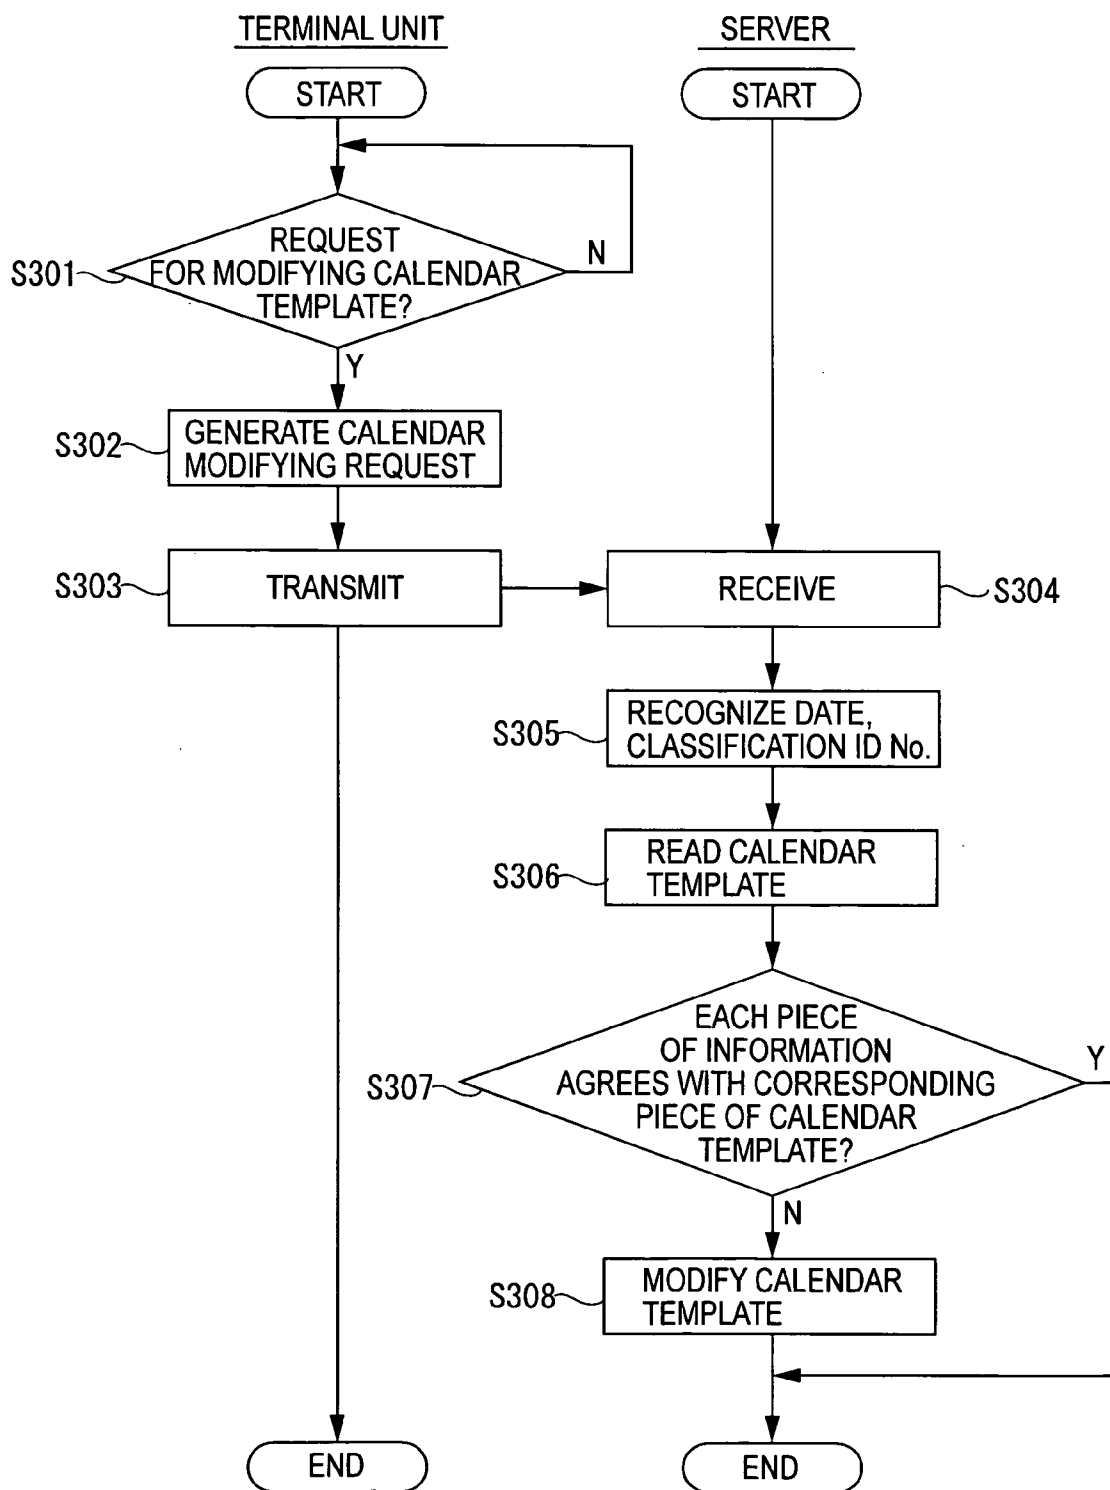 TERMINAL UNIT
SERVER
START
START
REQUEST
FOR MODIFYING CALENDAR
TEMPLATE?
N
S301
Y
GENERATE CALENDAR
MODIFYING REQUEST
S302
TRANSMIT
S303
RECEIVE
S304
RECOGNIZE DATE,
CLASSIFICATION ID No.
S305
READ CALENDAR
TEMPLATE
S306
EACH PIECE
OF INFORMATION
AGREES WITH CORRESPONDING
PIECE OF CALENDAR
TEMPLATE?
Y
S307
N
MODIFY CALENDAR
TEMPLATE
S308
END
END